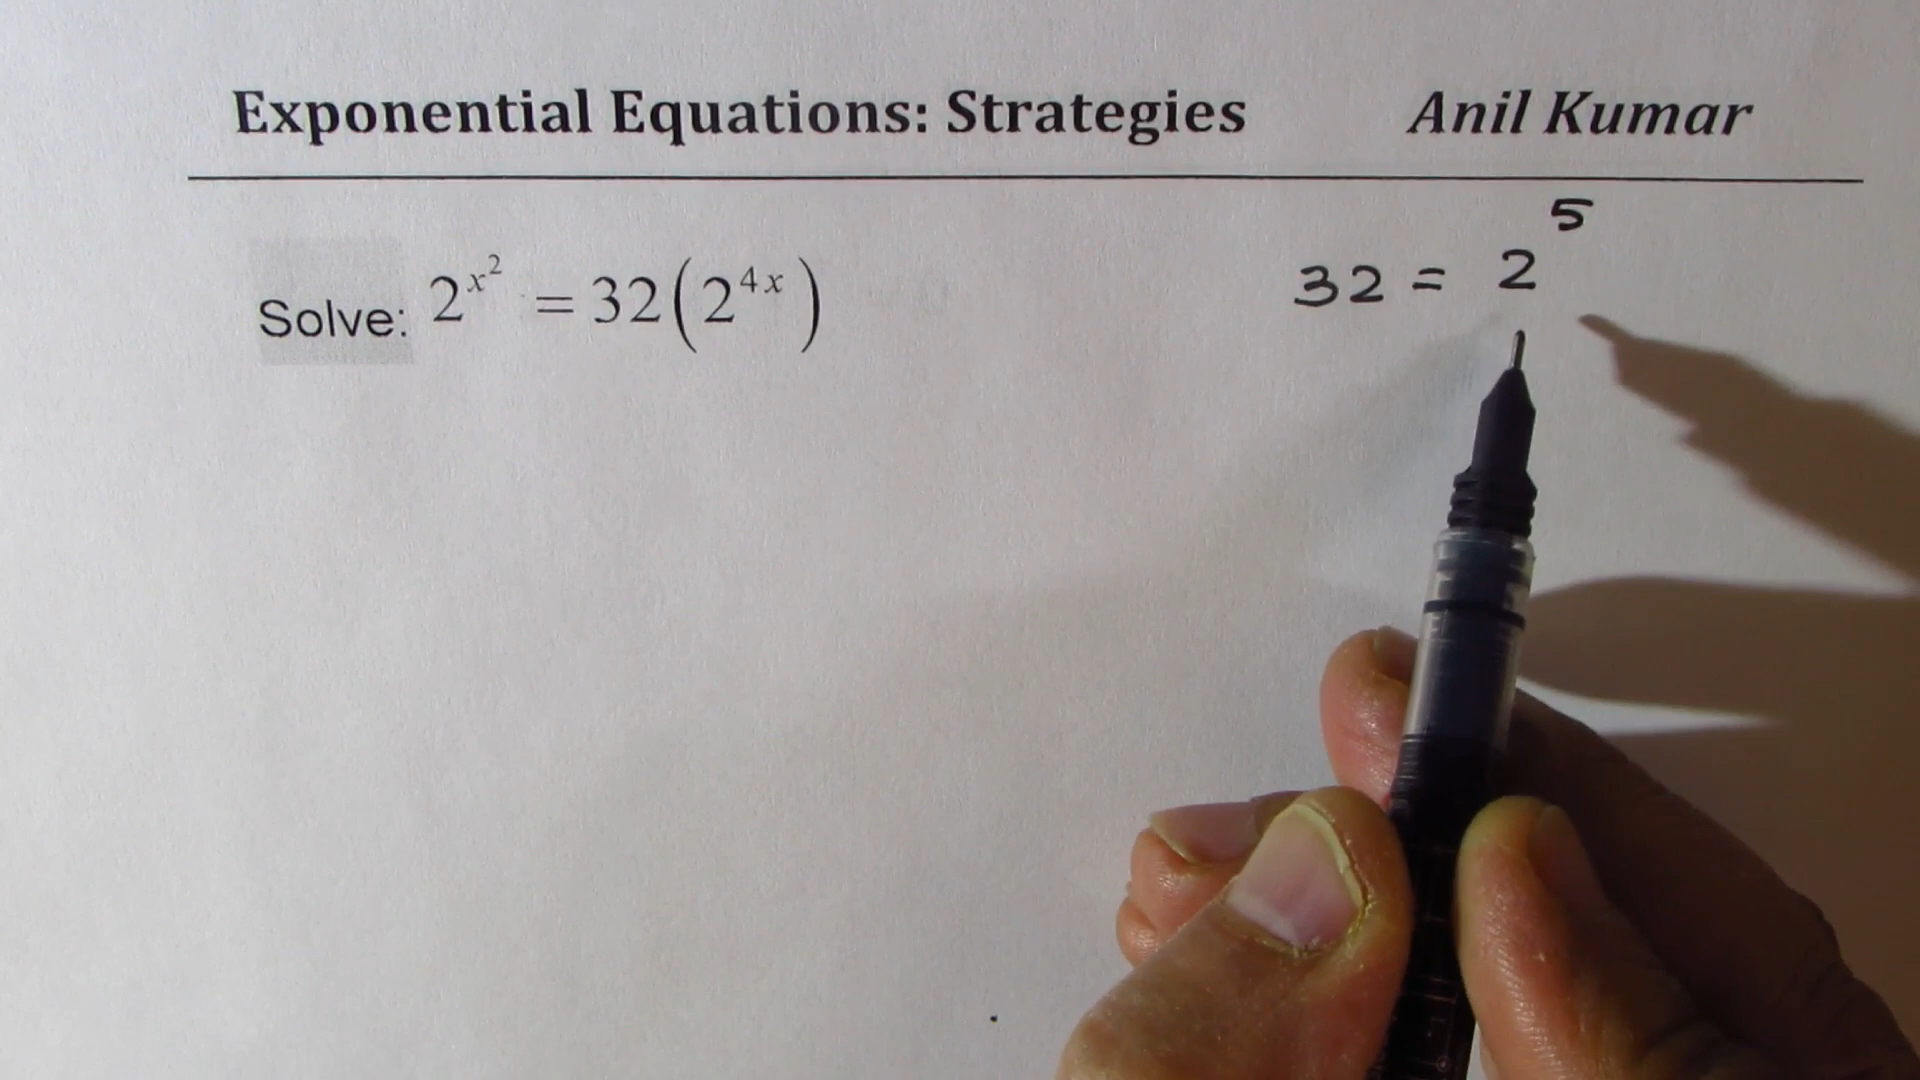 Exponential Equations: Strategies Anil Kumar
Solve: 2^{x^2} = 32(2^{4x}) 32 = 2^5